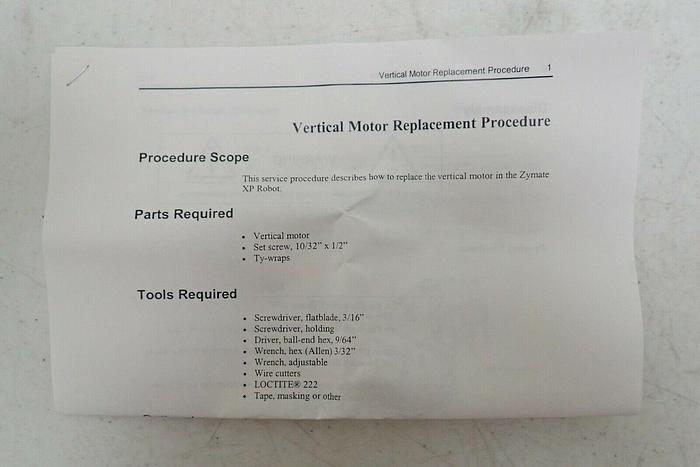 Vertical Motor Replacement Procedure 1
Vertical Motor Replacement Procedure
Procedure Scope
This service procedure describes how to replace the vertical motor in the Zymate
XP Robot.
Parts Required
• Vertical motor
• Set screw, 10/32” x 1/2”
• Ty-wraps
Tools Required
• Screwdriver, flatblade, 3/16”
• Screwdriver, holding
• Driver, ball-end hex, 9/64”
• Wrench, hex (Allen) 3/32”
• Wrench, adjustable
• Wire cutters
• LOCTITE® 222
• Tape, masking or other